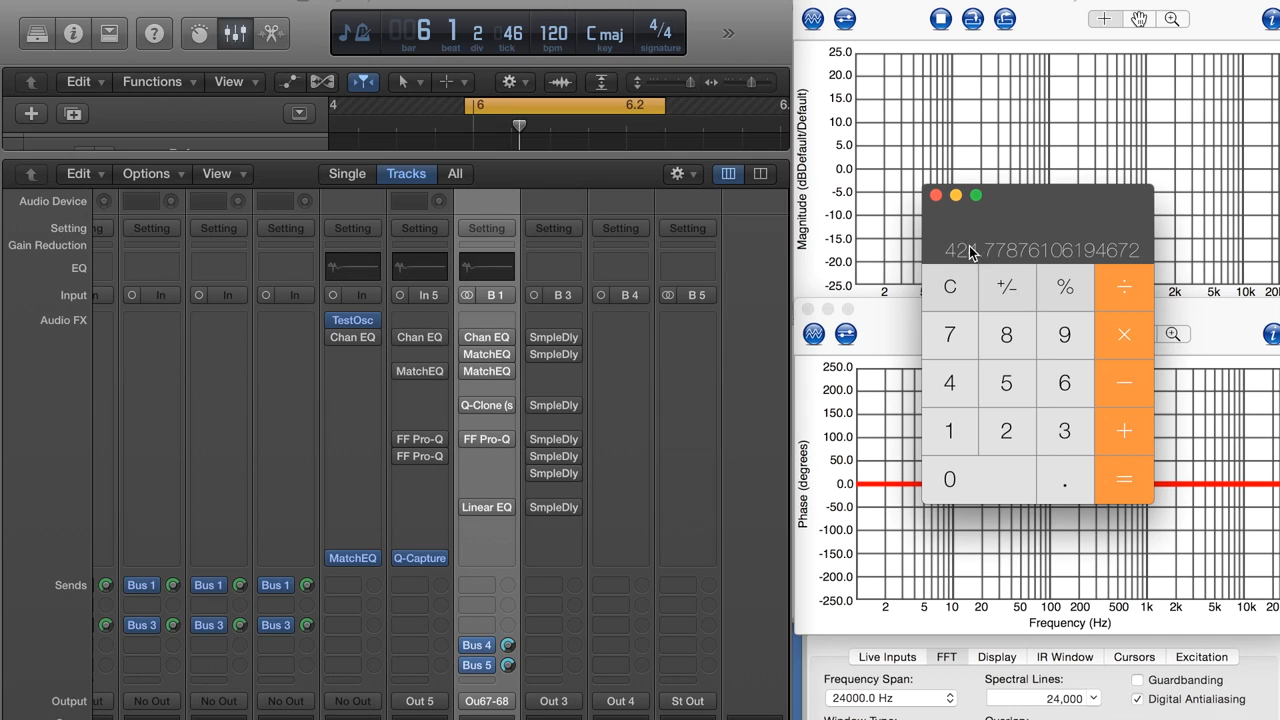 6 1 2 46 120 C maj 4/4
bar beat div tick bpm key signature
Edit Functions View
4 6 6.2 6.
Edit Options View Single Tracks All
Audio Device
Setting Setting Setting Setting Setting Setting Setting Setting Setting
Gain Reduction
EQ
Input In In In In 5 B 1 B 3 B 4 B 5
Audio FX TestOsc
Chan EQ Chan EQ Chan EQ SmpleDly
MatchEQ SmpleDly
MatchEQ MatchEQ
Q-Clone (s SmpleDly
FF Pro-Q FF Pro-Q SmpleDly
FF Pro-Q SmpleDly
SmpleDly
Linear EQ SmpleDly
MatchEQ Q-Capture
Sends Bus 1 Bus 1 Bus 1
Bus 3 Bus 3 Bus 3
Bus 4
Bus 5
Output No Out No Out No Out No Out Out 5 Out67-68 Out 3 Out 4 St Out
Magnitude (dBDefault/Default)
25.0
20.0
15.0
10.0
5.0
0.0
-5.0
-10.0
-15.0
-20.0
-25.0
2 1k 2k 5k 10k 20
C +/- % ÷
7 8 9 ×
4 5 6 −
1 2 3 +
0 . =
Phase (degrees)
250.0
200.0
150.0
100.0
50.0
0.0
-50.0
-100.0
-150.0
-200.0
-250.0
2 5 10 20 50 100 200 500 1k 2k 5k 10k 20
Frequency (Hz)
Live Inputs FFT Display IR Window Cursors Excitation
Frequency Span: Spectral Lines: Guardbanding
24000.0 Hz 24,000 Digital Antialiasing